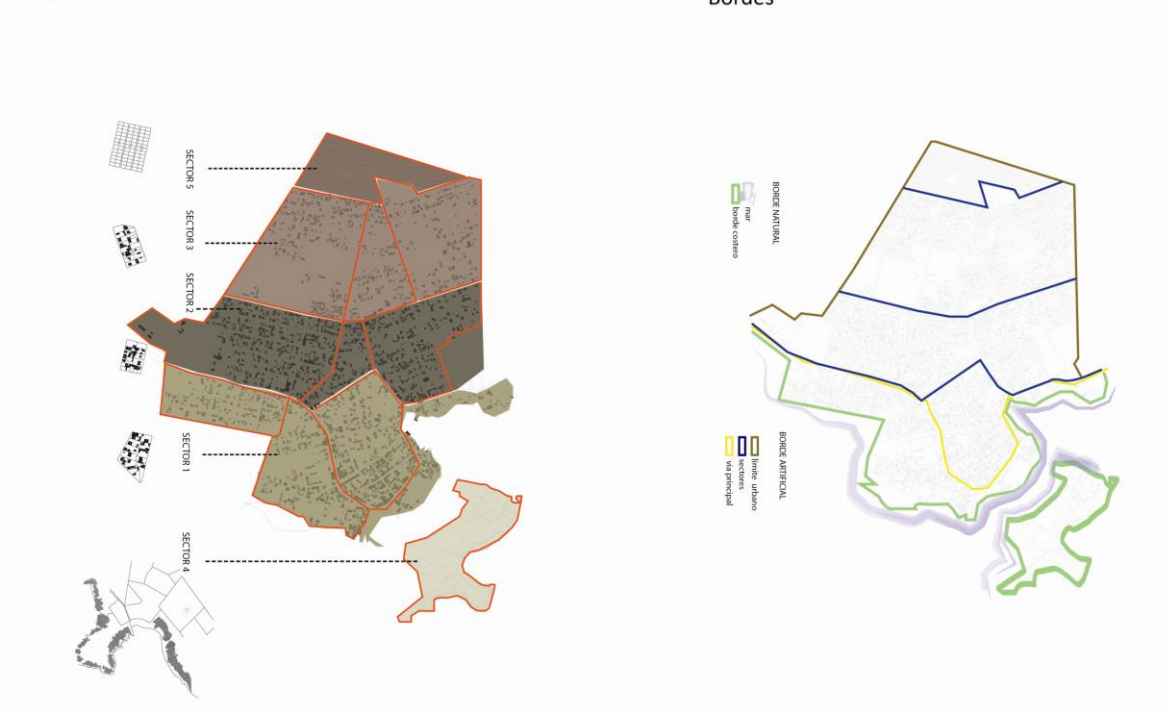 Bordes
SECTOR 5
SECTOR 3
SECTOR 2
SECTOR 1
SECTOR 4
BORDE NATURAL
mar
borde costero
BORDE ARTIFICIAL
limite urbano
sectores
via principal